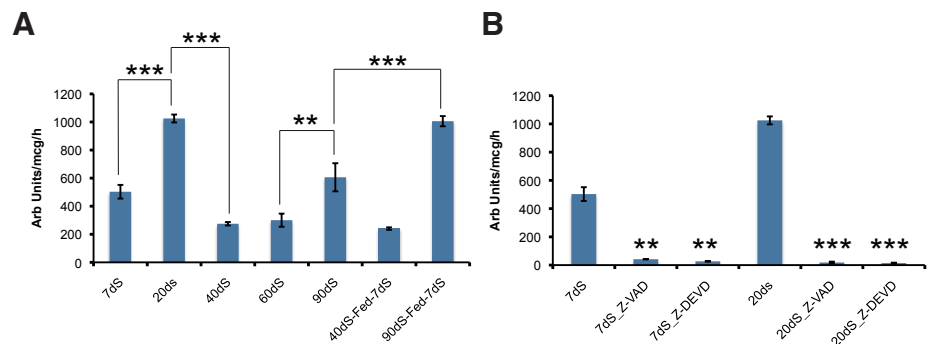 A
B
***
***
***
**
Arb Units/mcg/h
1200
1000
800
600
400
200
0
7dS
20ds
40dS
60dS
90dS
40dS-Fed-7dS
90dS-Fed-7dS
Arb Units/mcg/h
1200
1000
800
600
400
200
0
**
**
***
***
7dS
7dS_Z-VAD
7dS_Z-DEVD
20ds
20dS_Z-VAD
20dS_Z-DEVD